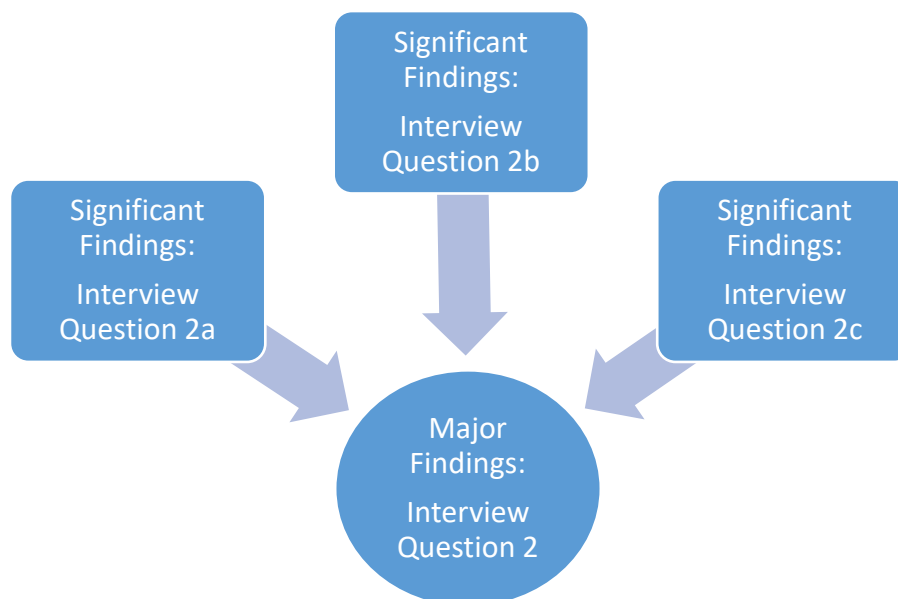 Significant
Findings:
Interview
Question 2b
Significant
Findings:
Interview
Question 2a
Significant
Findings:
Interview
Question 2c
Major
Findings:
Interview
Question 2